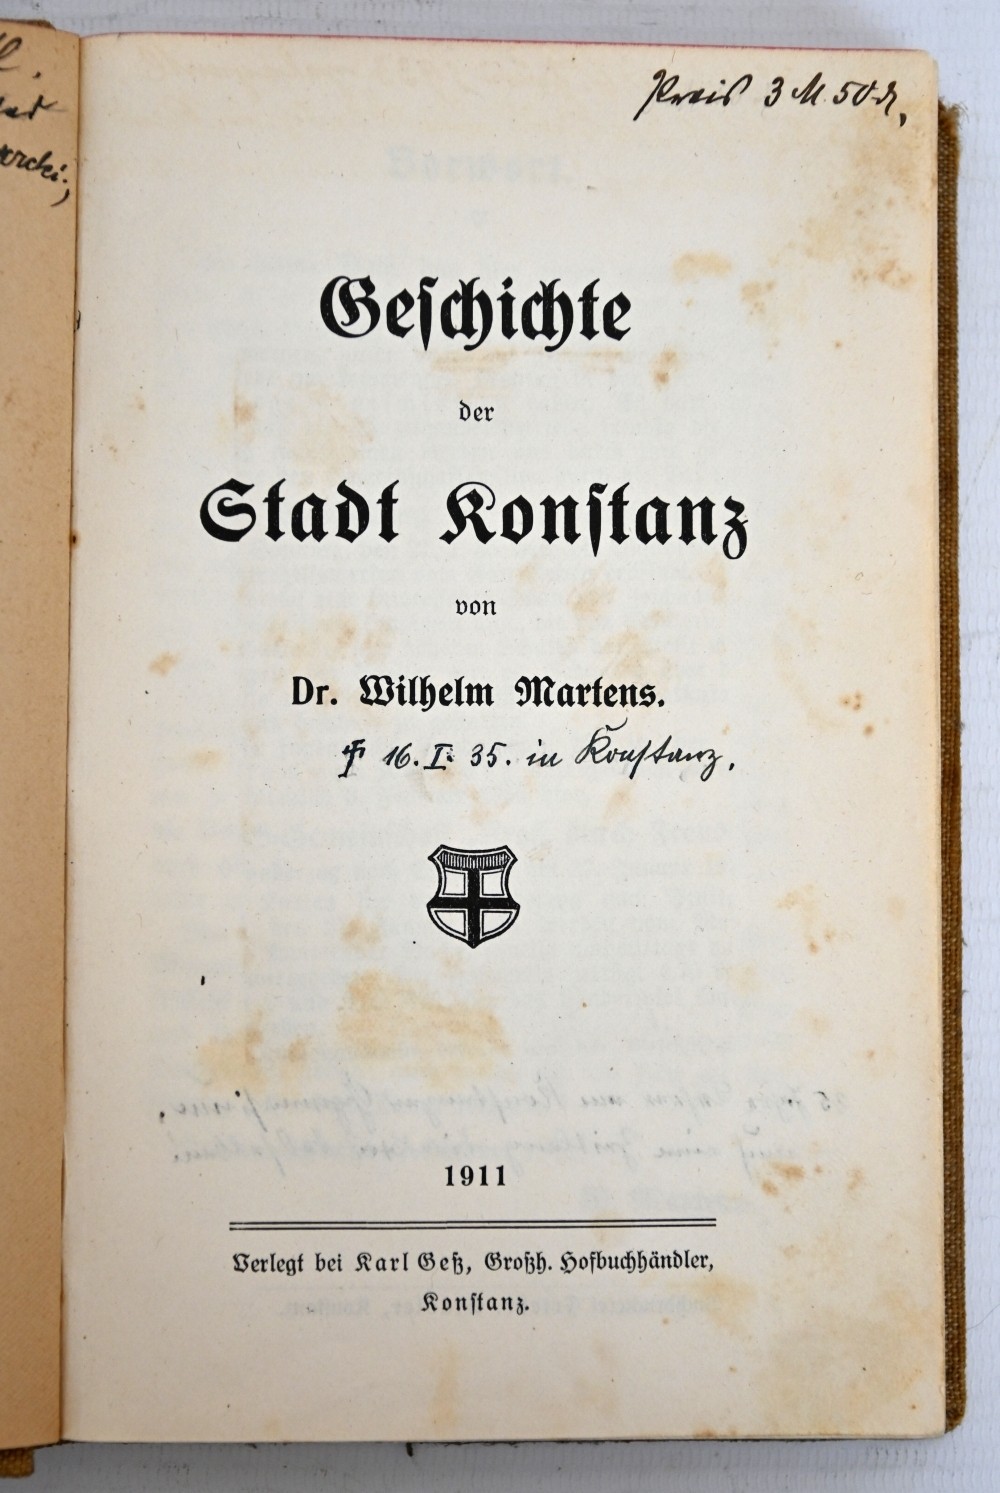 Preis 3 M. 50 ₰.
Geſchichte
der
Stadt Konſtanz
von
Dr. Wilhelm Martens.
† 16. I. 35. in Konſtanz.
1911
Verlegt bei Karl Geß, Großh. Hofbuchhändler,
Konſtanz.